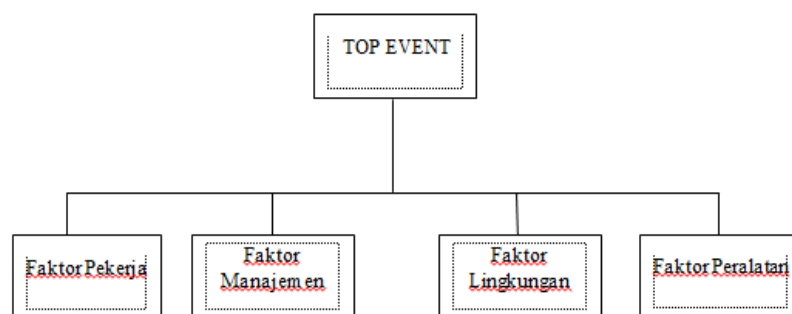 TOP EVENT
Faktor Pekerja
Faktor
Manajemen
Faktor
Lingkungan
Faktor Peralatan